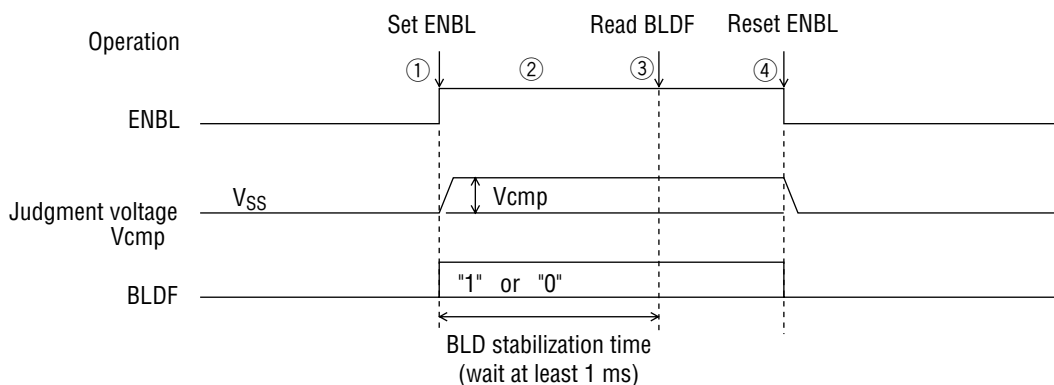 Operation
Set ENBL
Read BLDF
Reset ENBL
① ② ③ ④
ENBL
Judgment voltage
Vcmp
VSS
Vcmp
BLDF
"1" or "0"
BLD stabilization time
(wait at least 1 ms)